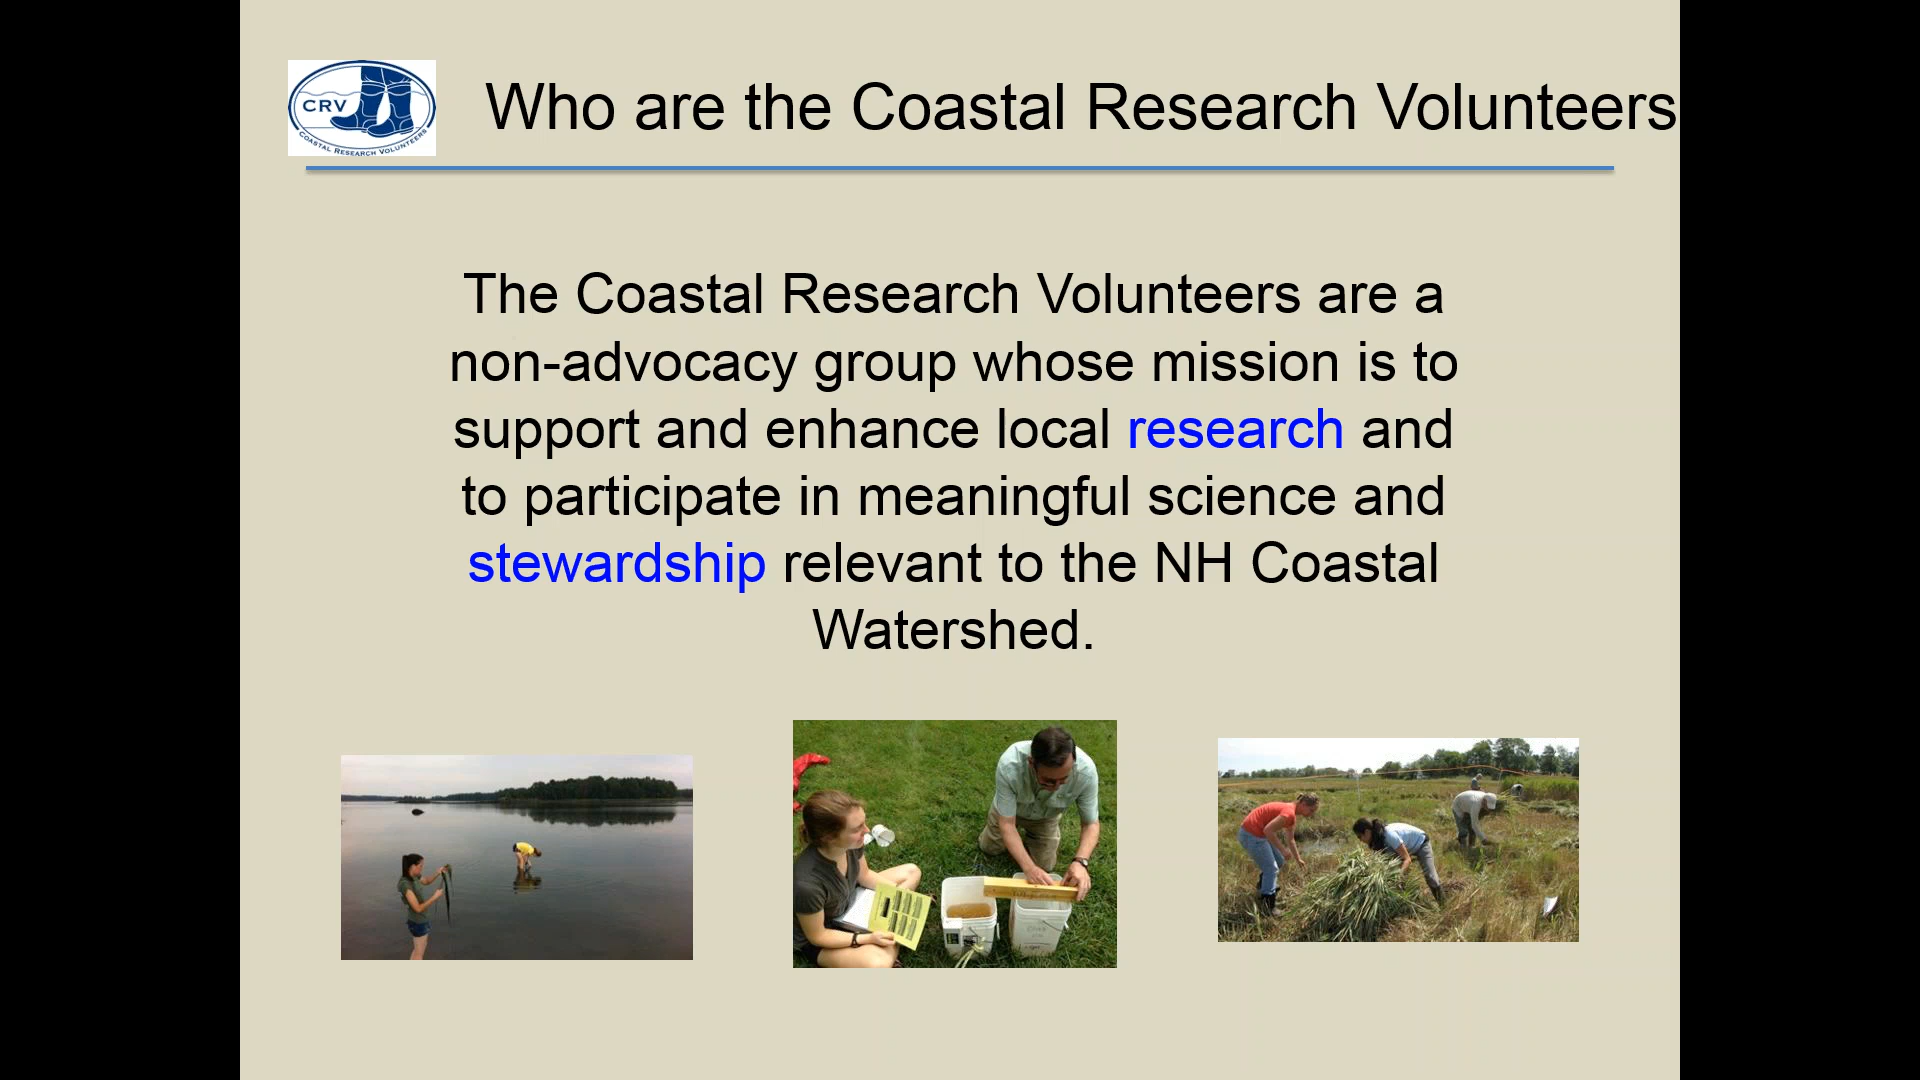 CRV
COASTAL RESEARCH VOLUNTEERS
Who are the Coastal Research Volunteers
The Coastal Research Volunteers are a
non-advocacy group whose mission is to
support and enhance local research and
to participate in meaningful science and
stewardship relevant to the NH Coastal
Watershed.